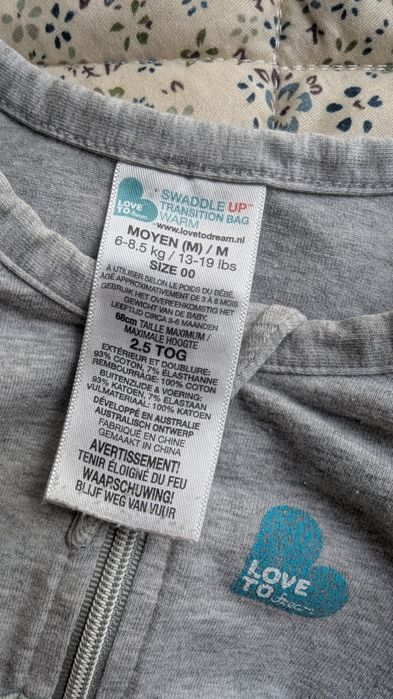 LOVE
TO dream
SWADDLE UP™
TRANSITION BAG
WARM
www.lovetodream.nl
MOYEN (M) / M
6-8.5 kg / 13-19 lbs
SIZE 00
À UTILISER SELON LE POIDS DU BÉBÉ,
ÂGE APPROXIMATIVEMENT DE 3 À 6 MOIS
GEBRUIK HET OVEREENKOMSTIG HET
GEWICHT VAN DE BABY.
LEEFTIJD CIRCA 3-6 MAANDEN
68cm TAILLE MAXIMUM /
MAXIMALE HOOGTE
2.5 TOG
EXTÉRIEUR ET DOUBLURE:
93% COTON, 7% ÉLASTHANNE
REMBOURRAGE: 100% COTON
BUITENZIJDE & VOERING:
93% KATOEN, 7% ELASTAAN
VULMATERIAAL: 100% KATOEN
DÉVELOPPÉ EN AUSTRALIE
AUSTRALISCH ONTWERP
FABRIQUÉ EN CHINE
GEMAAKT IN CHINA
AVERTISSEMENT!
TENIR ÉLOIGNÉ DU FEU
WAAPSCHUWING!
BLIJF WEG VAN VUUR
LOVE
TO dream